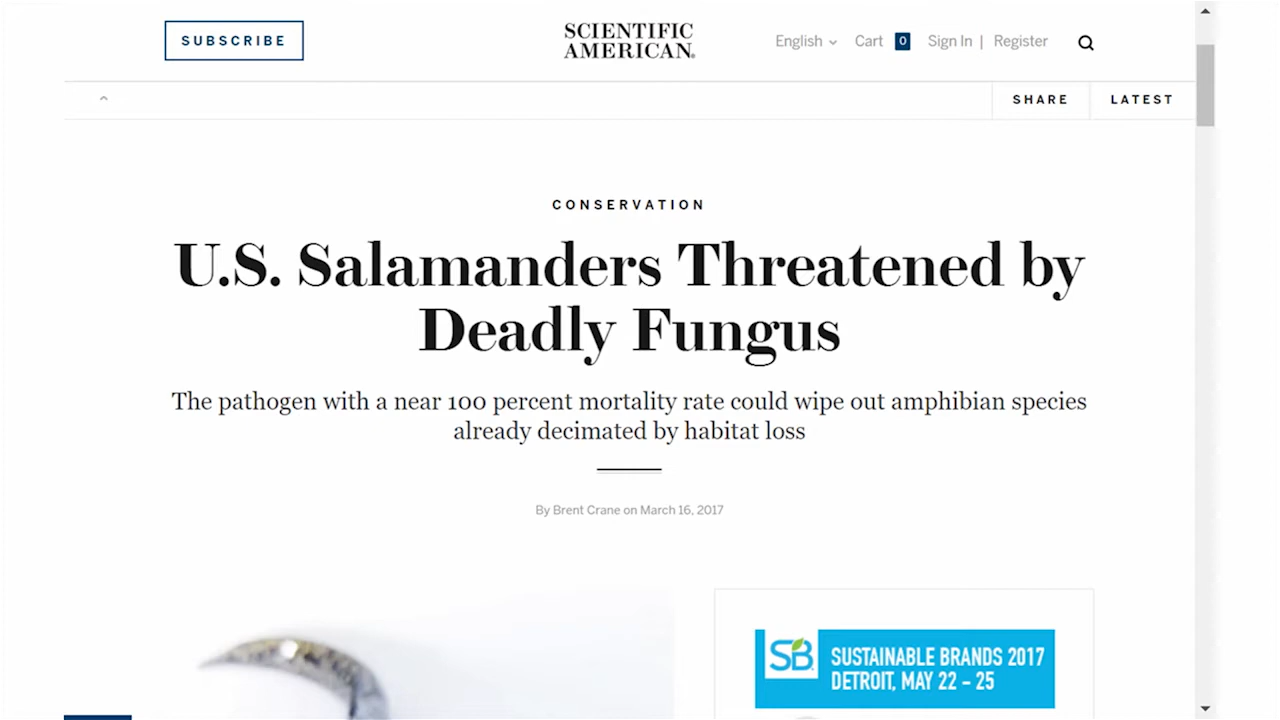 SUBSCRIBE
SCIENTIFIC
AMERICAN®
English Cart 0 Sign In | Register
SHARE LATEST
CONSERVATION
U.S. Salamanders Threatened by
Deadly Fungus
The pathogen with a near 100 percent mortality rate could wipe out amphibian species
already decimated by habitat loss
By Brent Crane on March 16, 2017
SB
SUSTAINABLE BRANDS 2017
DETROIT, MAY 22 – 25